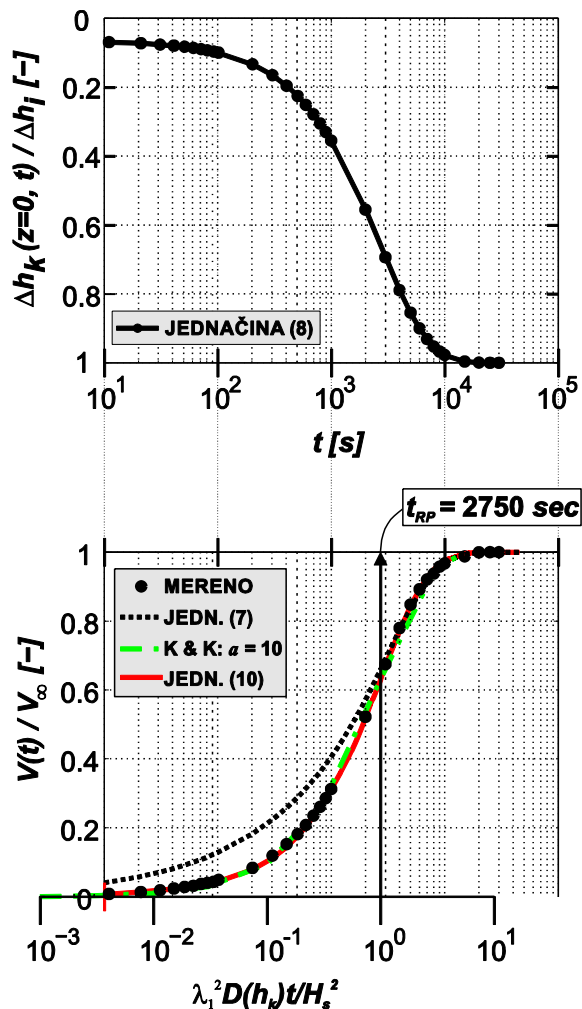 0
0.2
0.4
0.6
0.8
1
Δh_k(z=0, t) / Δh_i [-]
JEDNAČINA (8)
10^1 10^2 10^3 10^4 10^5
t [s]
t_RP = 2750 sec
1
0.8
0.6
0.4
0.2
0
V(t) / V_∞ [-]
MERENO
JEDN. (7)
K & K: a = 10
JEDN. (10)
10^−3 10^−2 10^−1 10^0 10^1
λ_1^2 D(h_k)t/H_s^2